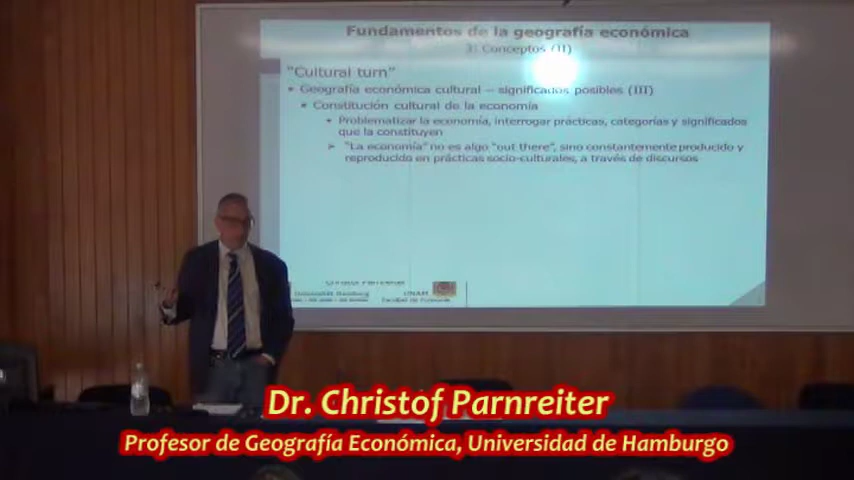 Fundamentos de la geografía económica
3: Conceptos (II)
"Cultural turn"
Geografía económica cultural – significados posibles (III)
Constitución cultural de la economía
Problematizar la economía, interrogar prácticas, categorías y significados
que la constituyen
"La economía" no es algo "out there", sino constantemente producido y
reproducido en prácticas socio-culturales, a través de discursos
UNAM
Dr. Christof Parnreiter
Profesor de Geografía Económica, Universidad de Hamburgo